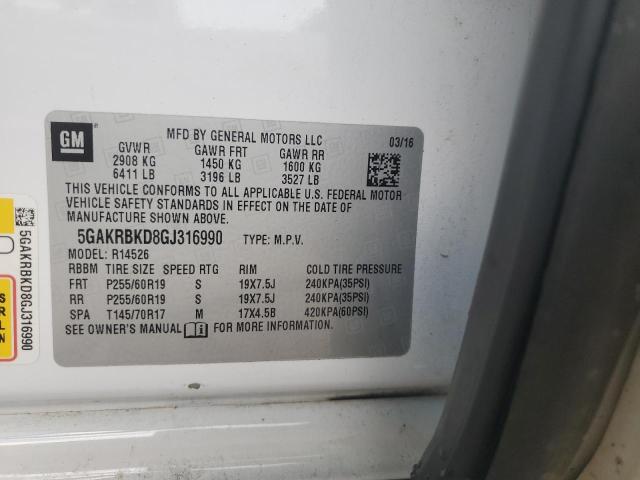 GM
MFD BY GENERAL MOTORS LLC 03/16
GVWR GAWR FRT GAWR RR
2908 KG 1450 KG 1600 KG
6411 LB 3196 LB 3527 LB
THIS VEHICLE CONFORMS TO ALL APPLICABLE U.S. FEDERAL MOTOR
VEHICLE SAFETY STANDARDS IN EFFECT ON THE DATE OF
MANUFACTURE SHOWN ABOVE.
5GAKRBKD8GJ316990 TYPE: M.P.V.
MODEL: R14526
RBBM TIRE SIZE SPEED RTG RIM COLD TIRE PRESSURE
FRT P255/60R19 S 19X7.5J 240KPA(35PSI)
RR P255/60R19 S 19X7.5J 240KPA(35PSI)
SPA T145/70R17 M 17X4.5B 420KPA(60PSI)
SEE OWNER'S MANUAL FOR MORE INFORMATION.
5GAKRBKD8GJ316990